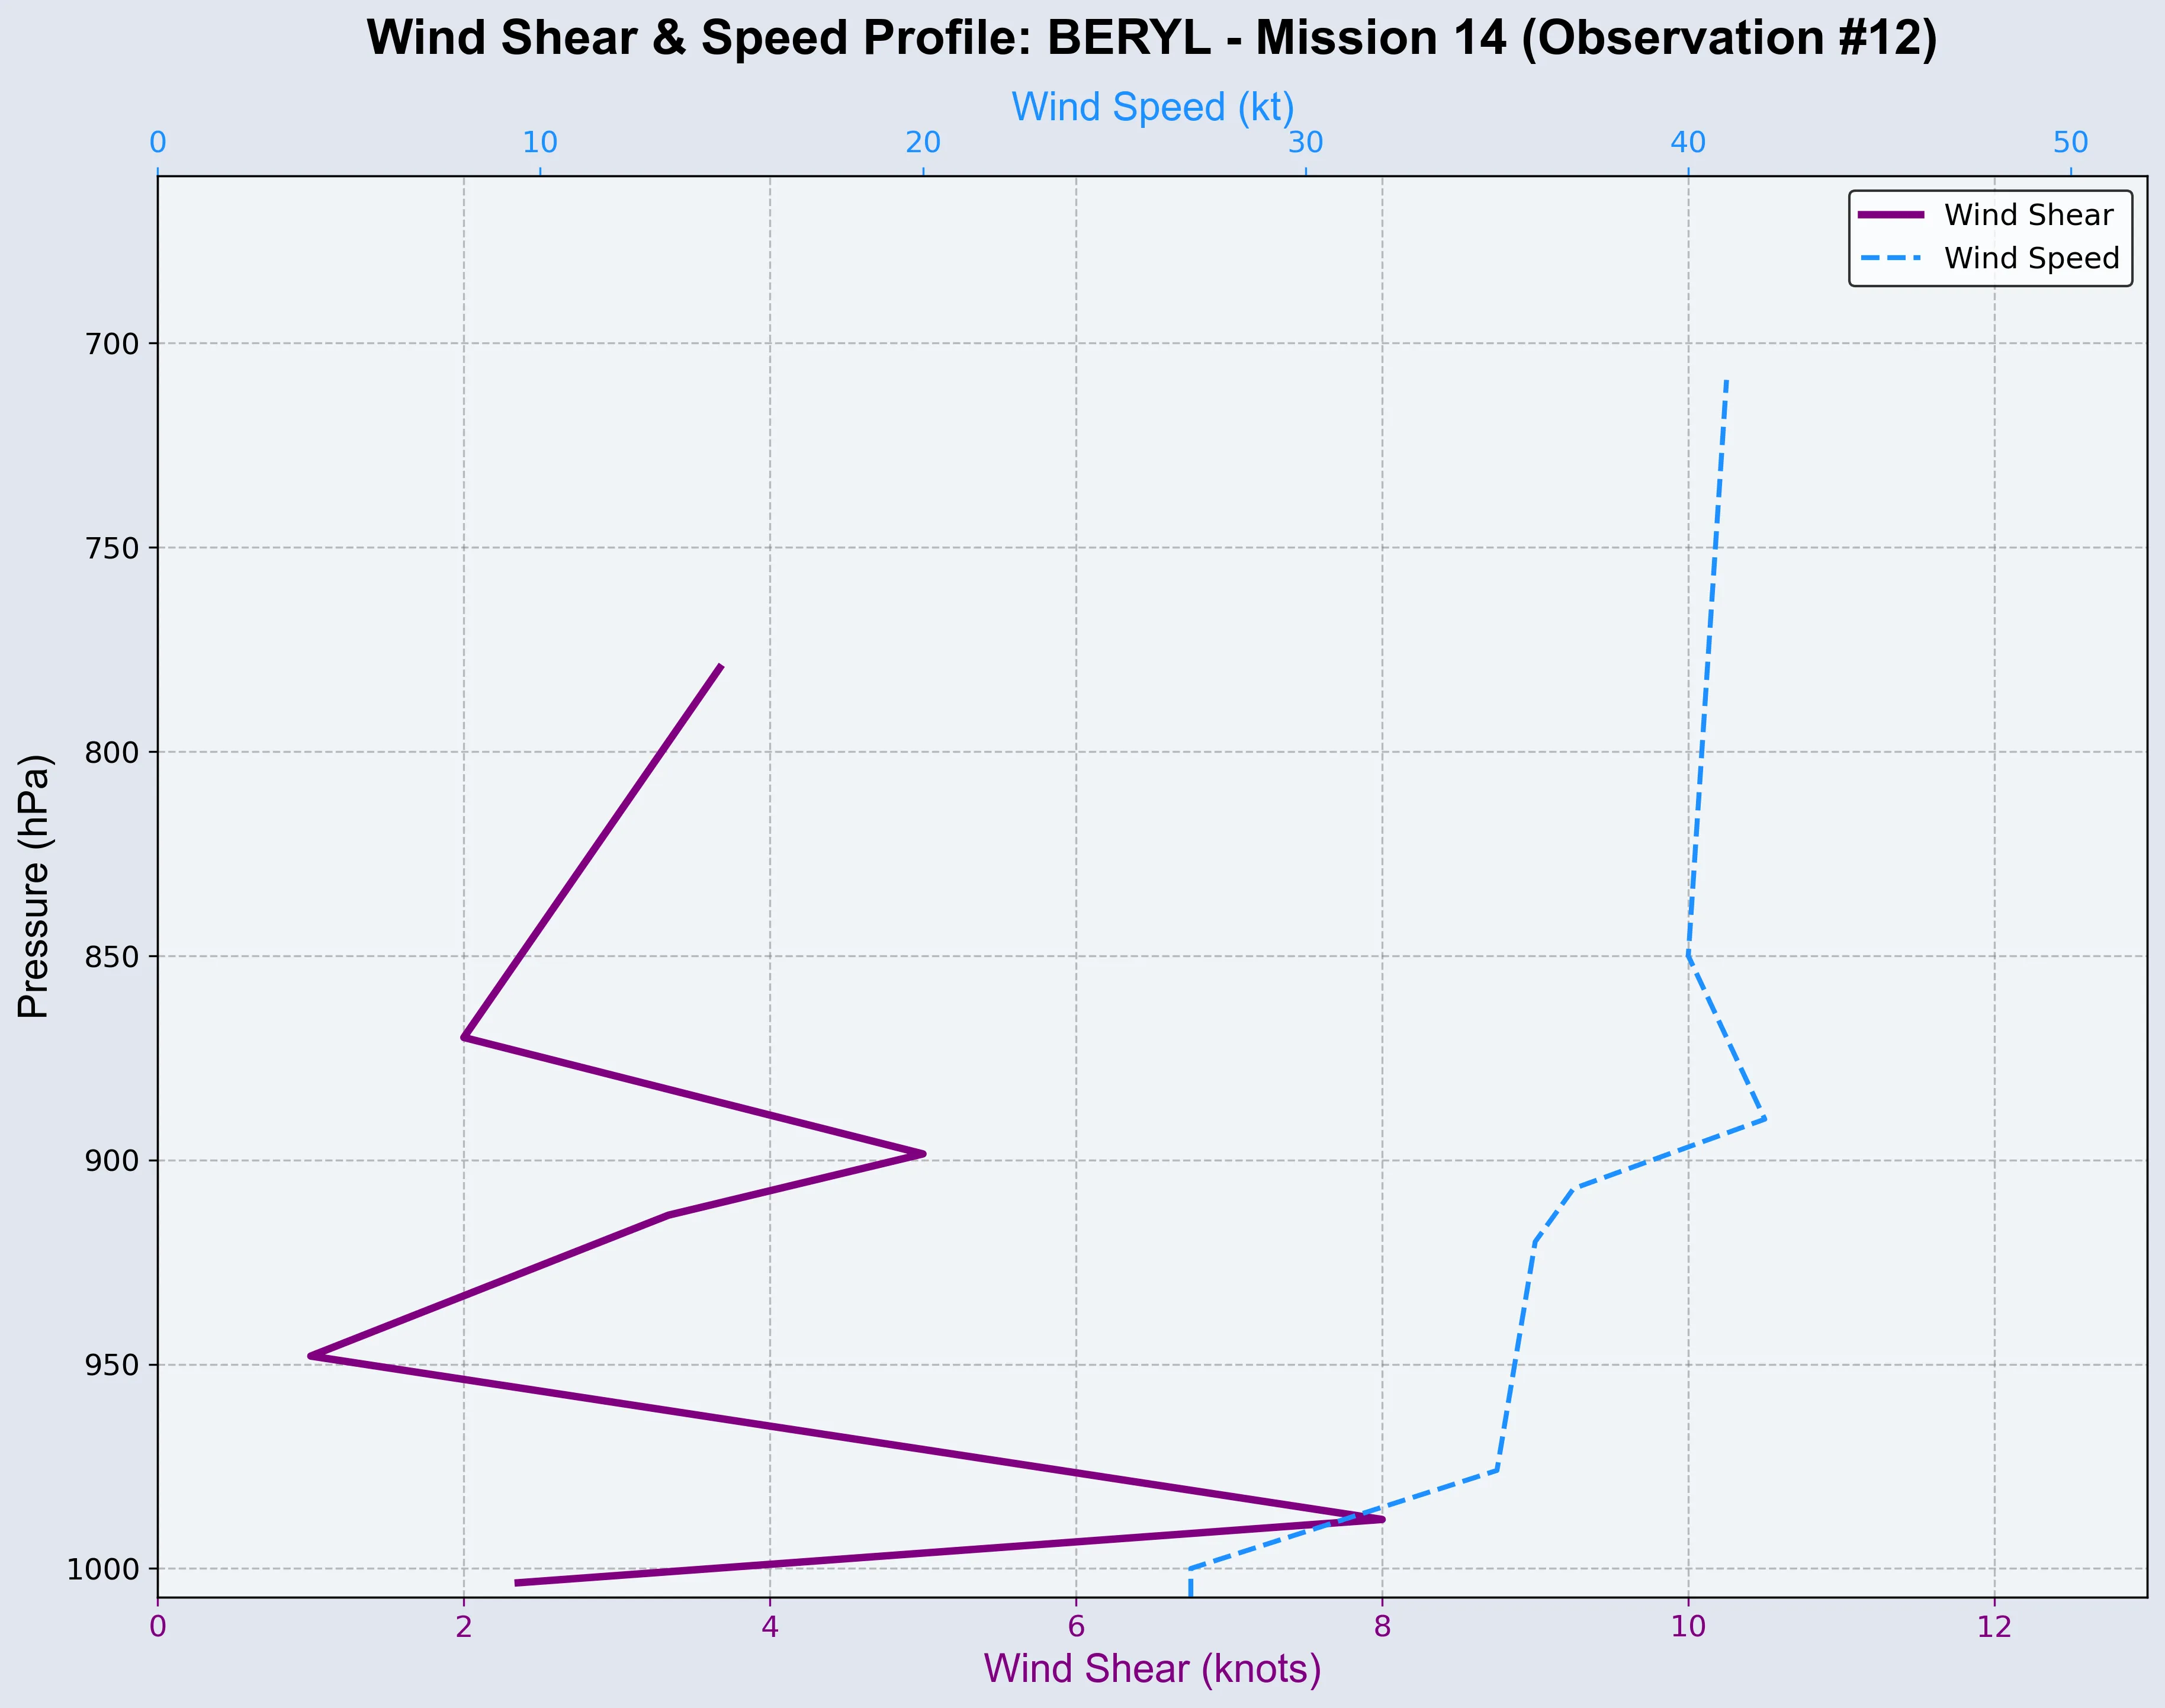 Wind Shear & Speed Profile: BERYL - Mission 14 (Observation #12)
Wind Speed (kt)
0 10 20 30 40 50
Wind Shear
Wind Speed
700
750
800
850
900
950
1000
Pressure (hPa)
0 2 4 6 8 10 12
Wind Shear (knots)